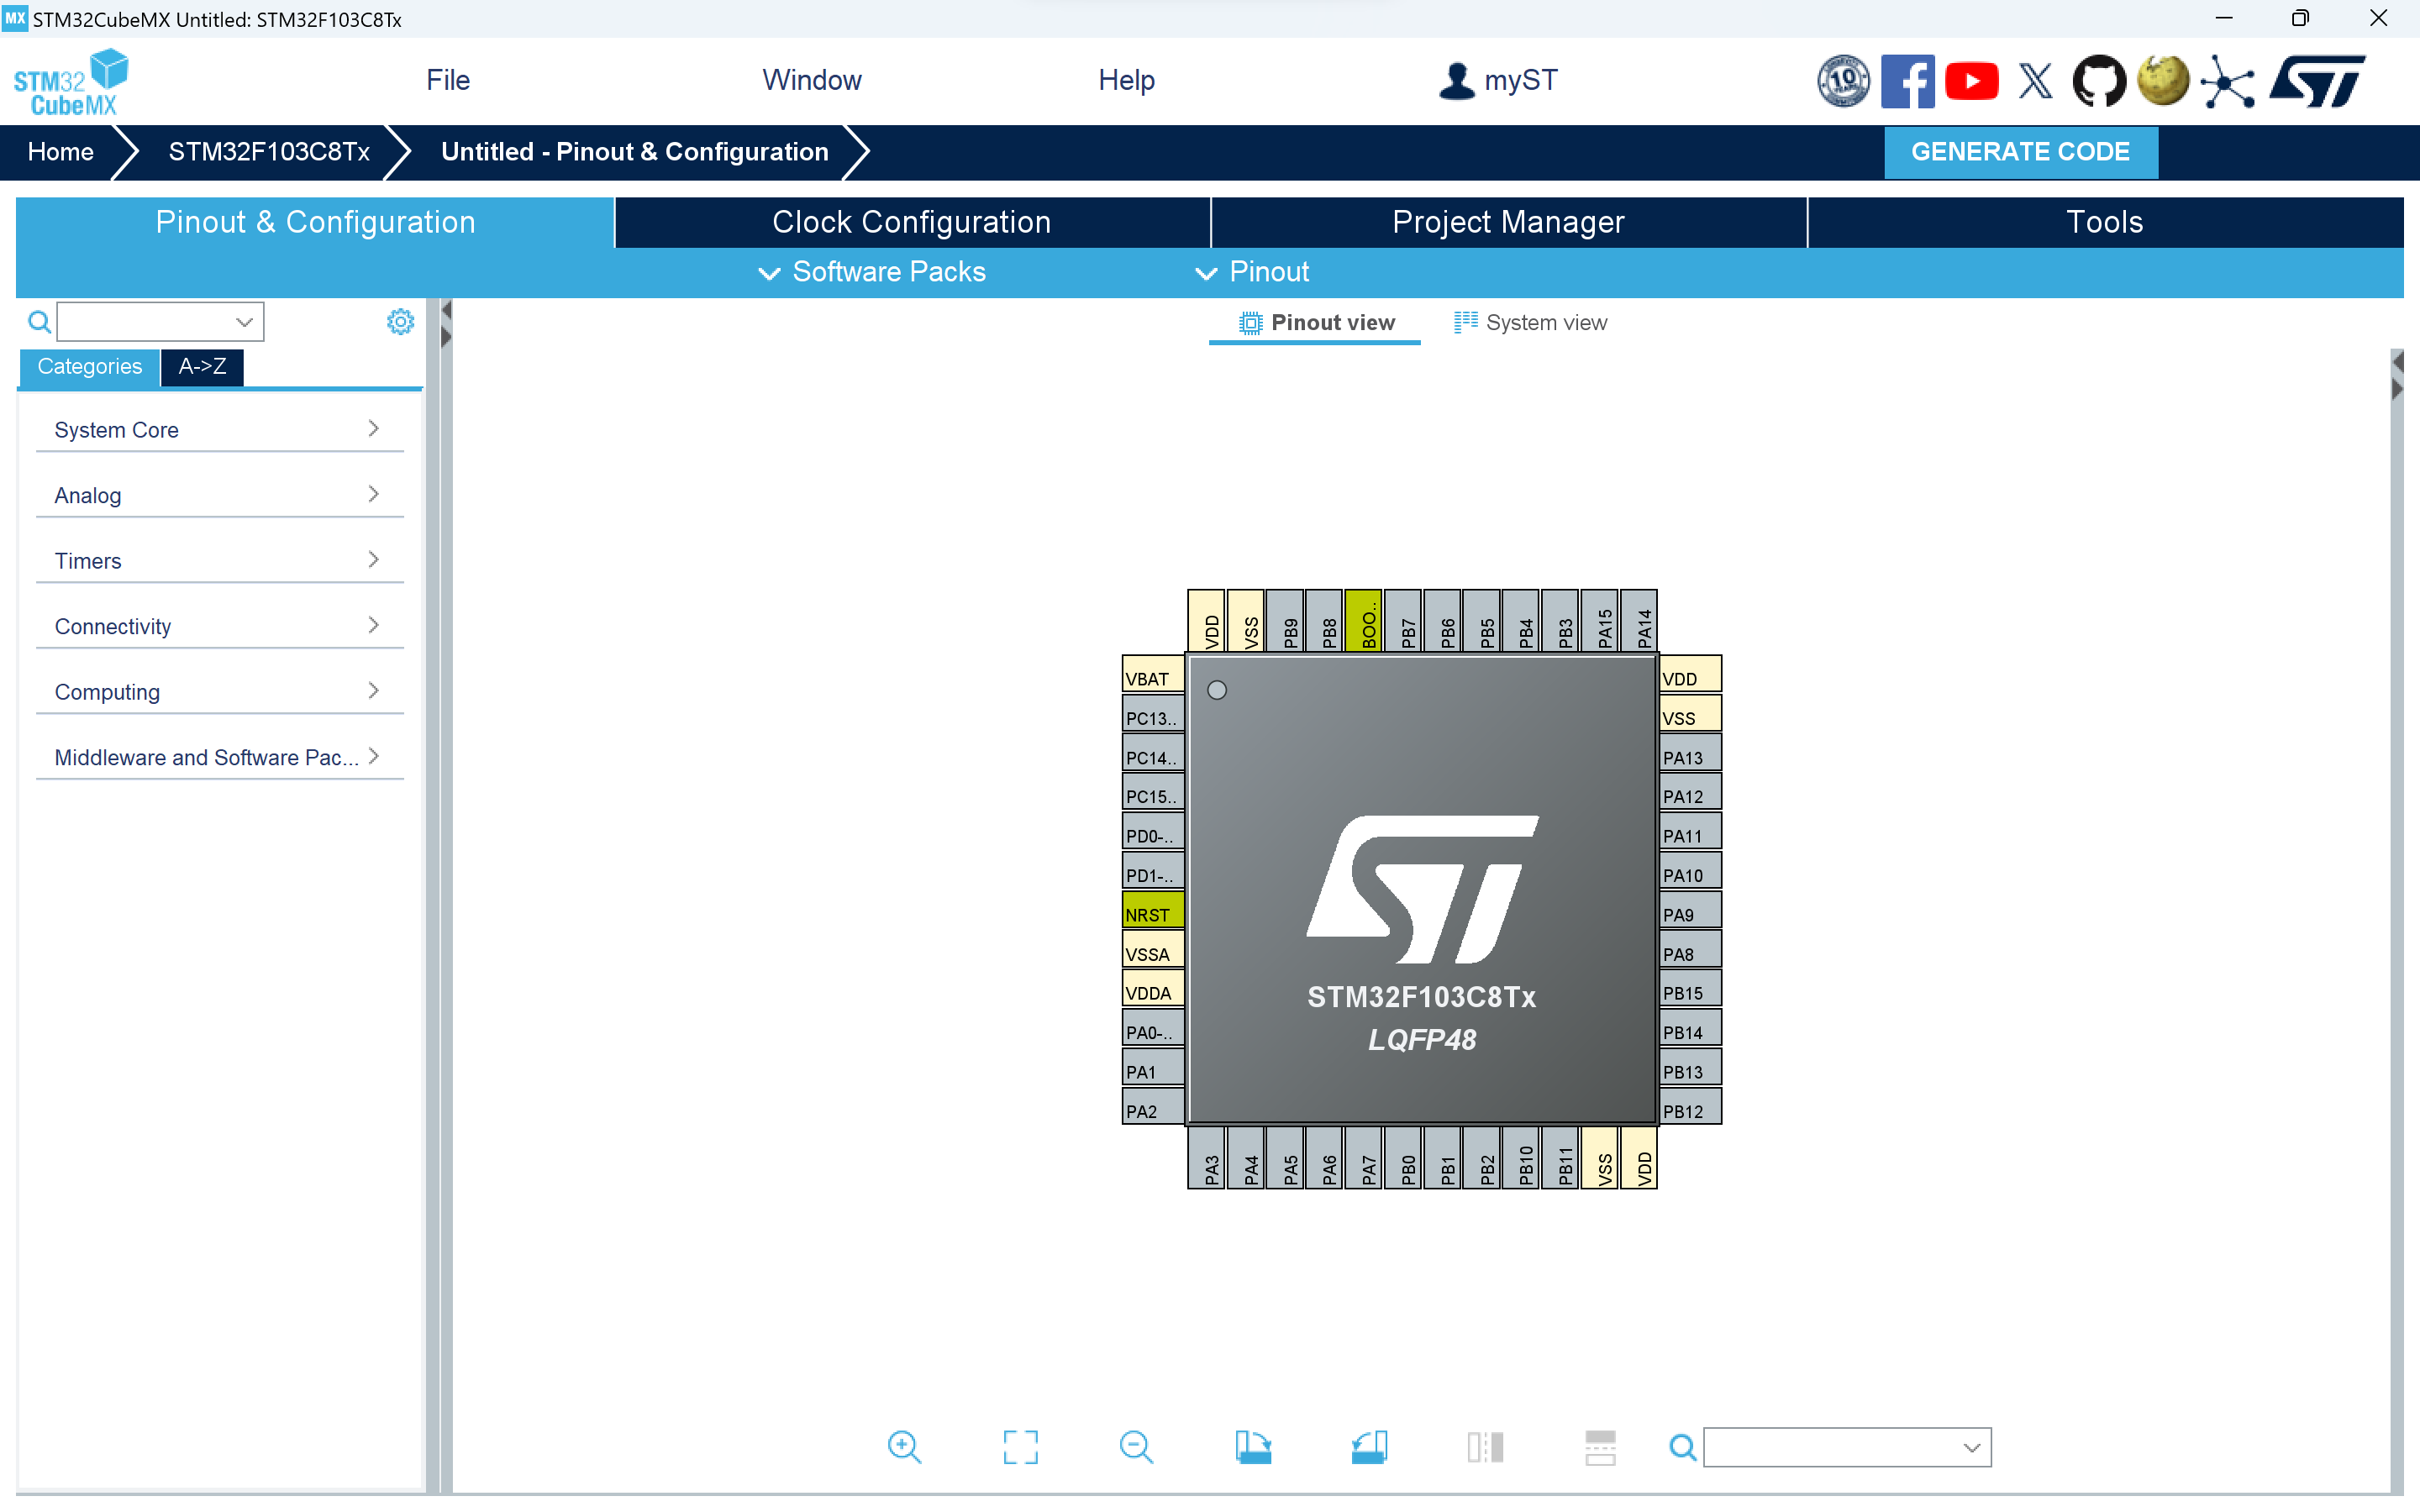 MX STM32CubeMX Untitled: STM32F103C8Tx
STM32
CubeMX
File
Window
Help
myST
10
ST
Home
STM32F103C8Tx
Untitled - Pinout & Configuration
GENERATE CODE
Pinout & Configuration
Clock Configuration
Project Manager
Tools
Software Packs
Pinout
Pinout view
System view
Categories
A->Z
System Core
Analog
Timers
Connectivity
Computing
Middleware and Software Pac...
VDD
VSS
PB9
PB8
BOO..
PB7
PB6
PB5
PB4
PB3
PA15
PA14
VBAT
PC13..
PC14..
PC15..
PD0-..
PD1-..
NRST
VSSA
VDDA
PA0-..
PA1
PA2
VDD
VSS
PA13
PA12
PA11
PA10
PA9
PA8
PB15
PB14
PB13
PB12
ST
STM32F103C8Tx
LQFP48
PA3
PA4
PA5
PA6
PA7
PB0
PB1
PB2
PB10
PB11
VSS
VDD